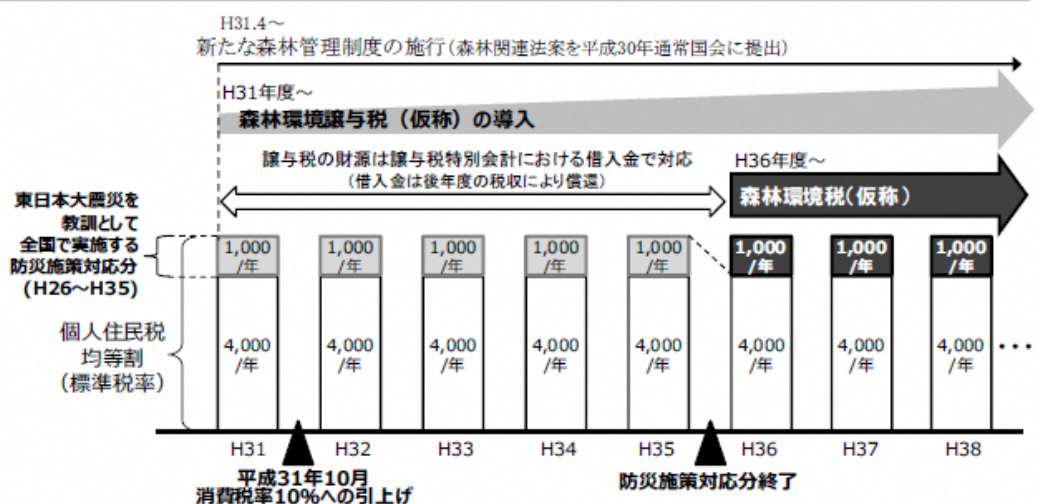 H31.4～
新たな森林管理制度の施行(森林関連法案を平成30年通常国会に提出)
H31年度～
森林環境譲与税（仮称）の導入
譲与税の財源は譲与税特別会計における借入金で対応
(借入金は後年度の税収により償還)
H36年度～
森林環境税(仮称)
東日本大震災を
教訓として
全国で実施する
防災施策対応分
(H26～H35)
1,000
/年
1,000
/年
1,000
/年
1,000
/年
1,000
/年
1,000
/年
1,000
/年
1,000
/年
個人住民税
均等割
(標準税率)
4,000
/年
4,000
/年
4,000
/年
4,000
/年
4,000
/年
4,000
/年
4,000
/年
4,000
/年
･･･
H31
H32
H33
H34
H35
H36
H37
H38
平成31年10月
消費税率10%への引上げ
防災施策対応分終了